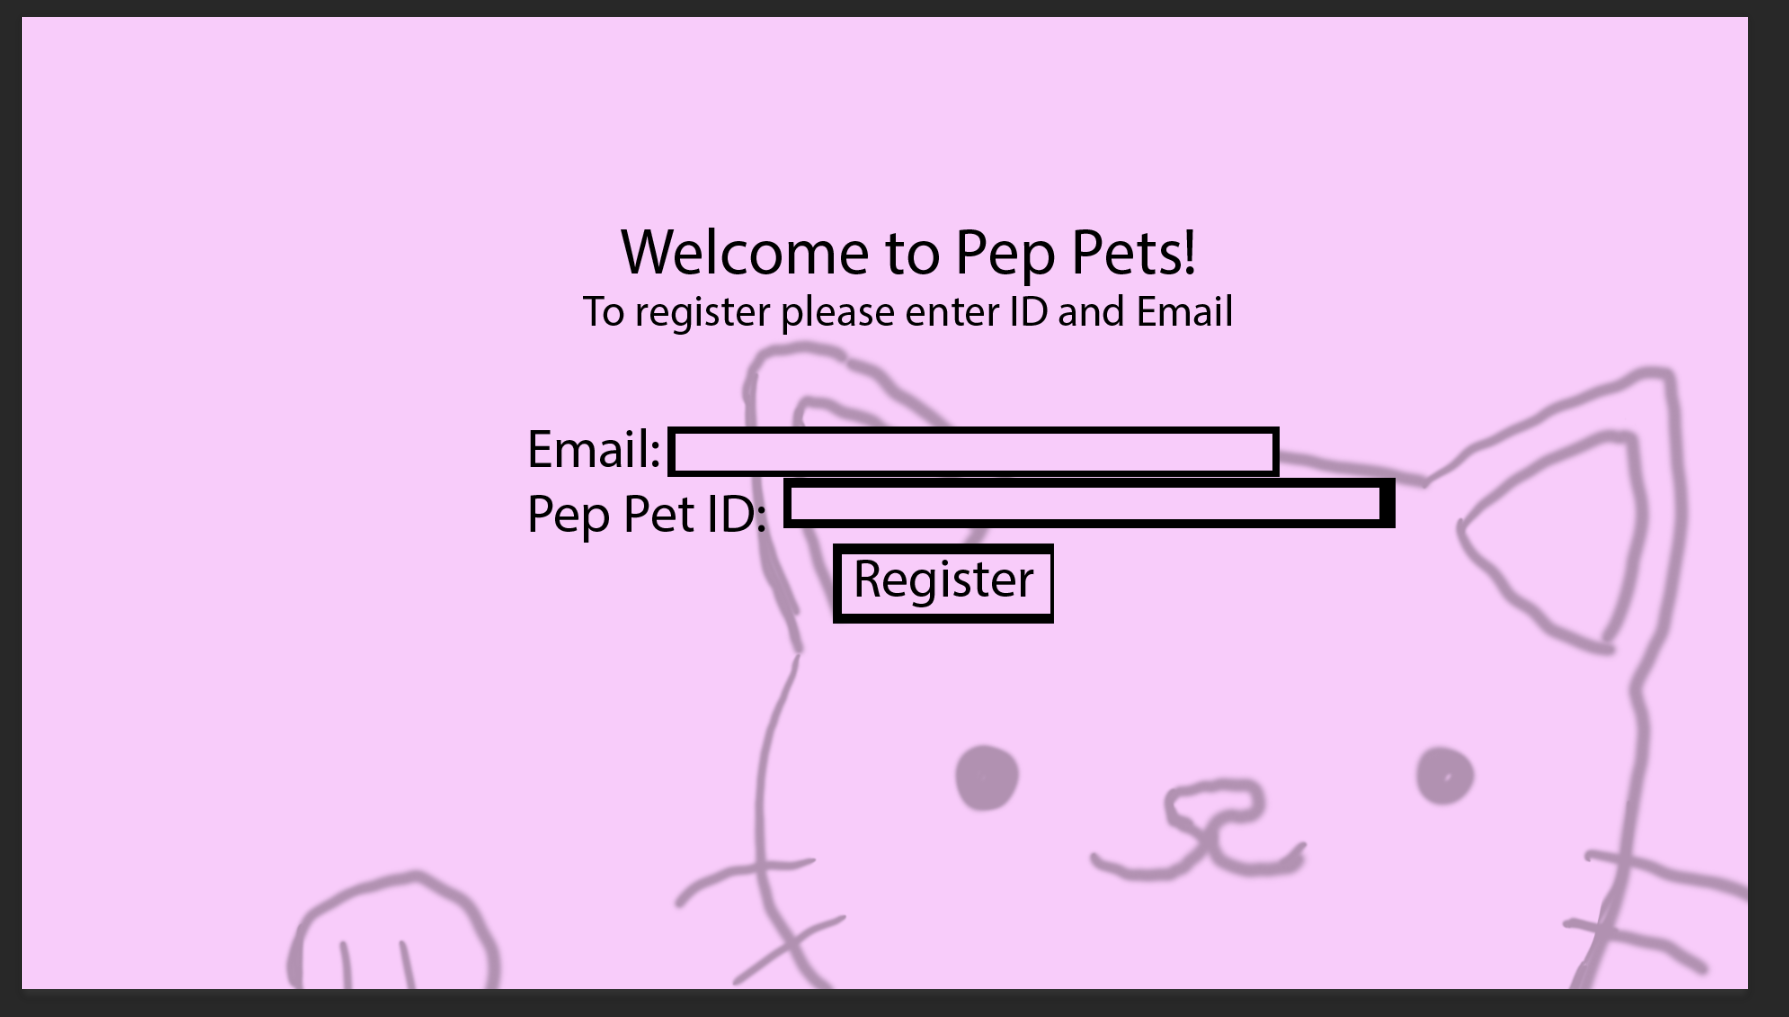 Welcome to Pep Pets!
To register please enter ID and Email
Email:
Pep Pet ID:
Register